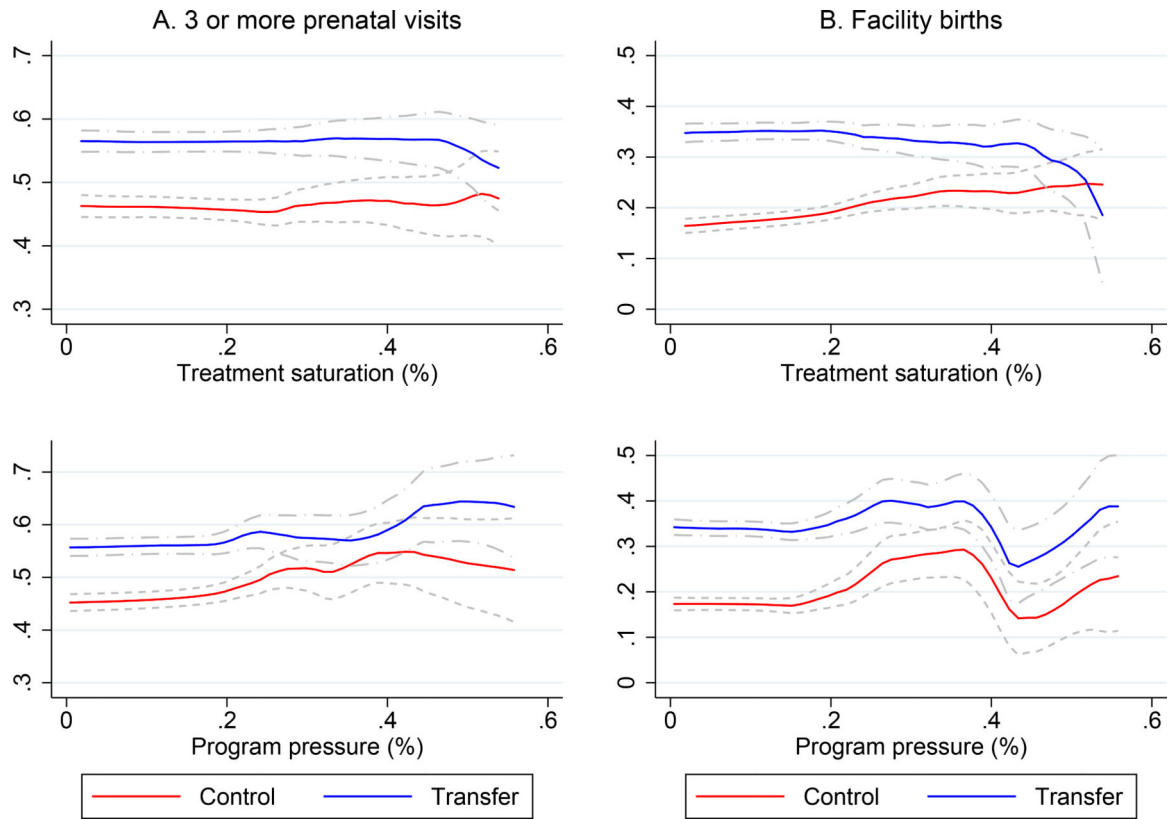 A. 3 or more prenatal visits
.7
.6
.5
.4
.3
0 .2 .4 .6
Treatment saturation (%)
B. Facility births
.5
.4
.3
.2
.1
0
0 .2 .4 .6
Treatment saturation (%)
.7
.6
.5
.4
.3
0 .2 .4 .6
Program pressure (%)
Control Transfer
.5
.4
.3
.2
.1
0
0 .2 .4 .6
Program pressure (%)
Control Transfer